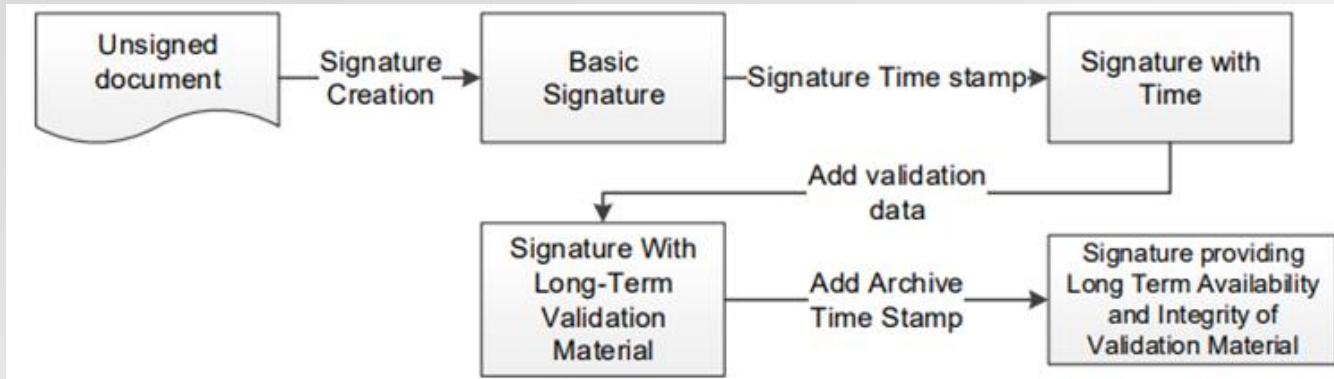 Unsigned
document
Signature
Creation
Basic
Signature
Signature Time stamp
Signature with
Time
Add validation
data
Signature With
Long-Term
Validation
Material
Add Archive
Time Stamp
Signature providing
Long Term Availability
and Integrity of
Validation Material